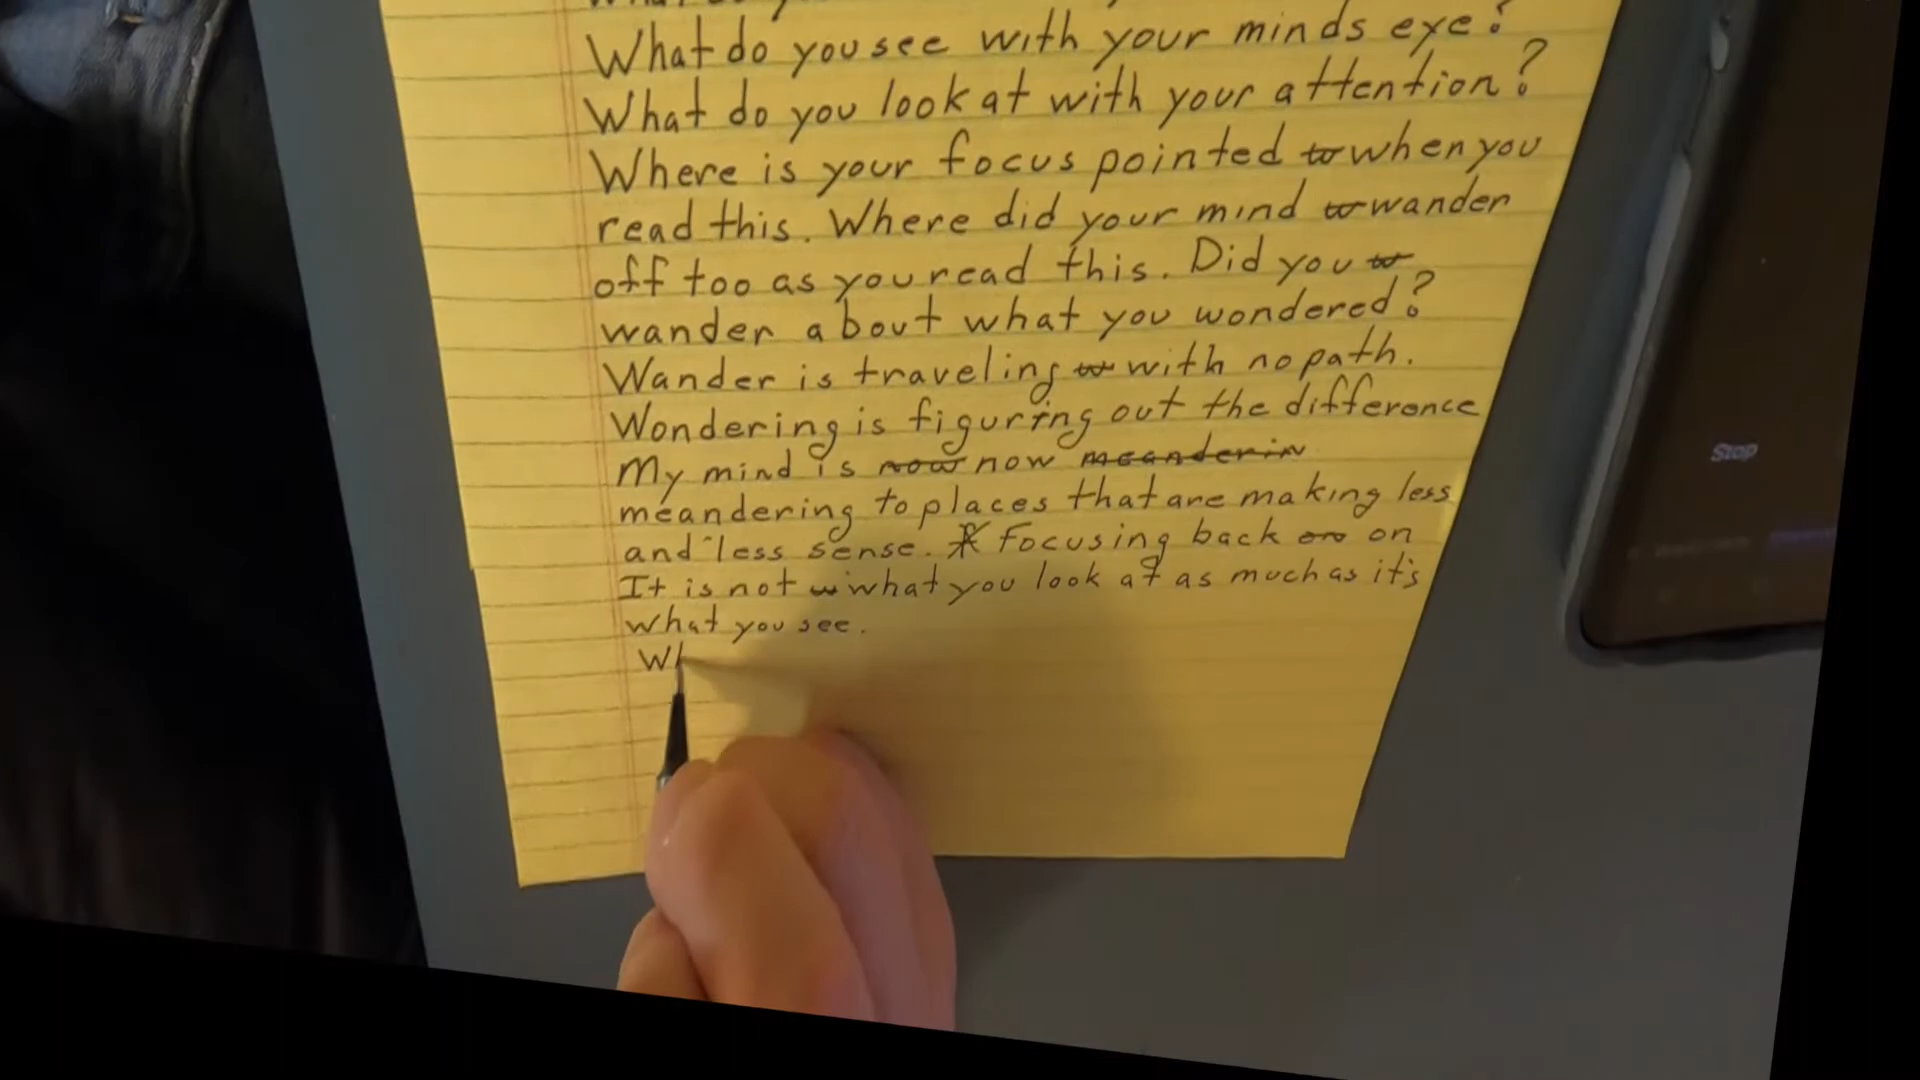 What do you see with your minds eye?
What do you look at with your attention?
Where is your focus pointed to when you
read this. Where did your mind w wander
off too as you read this. Did you w
wander about what you wondered?
Wander is traveling w with no path.
Wondering is figuring out the difference
My mind is now now meanderin
meandering to places that are making less
and less sense. Focusing back on on
It is not w what you look at as much as it's
what you see.
Wh
STOP